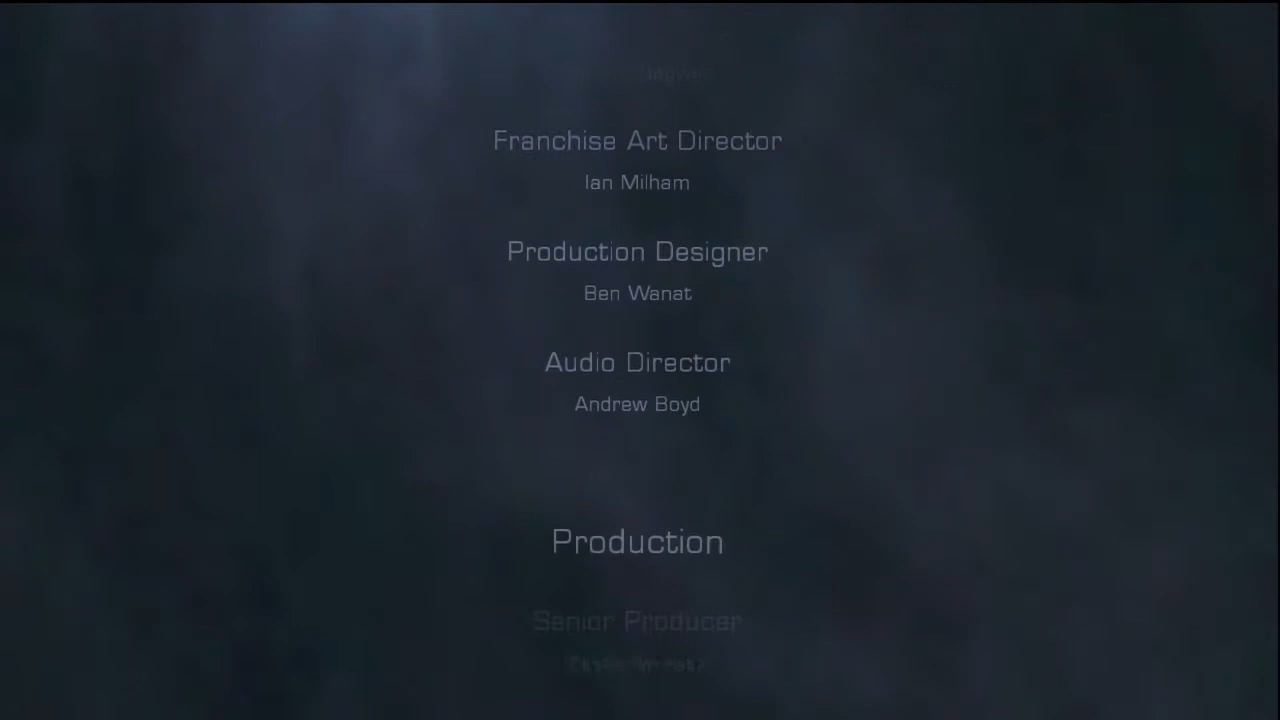 Franchise Art Director
Ian Milham
Production Designer
Ben Wanat
Audio Director
Andrew Boyd
Production
Senior Producer